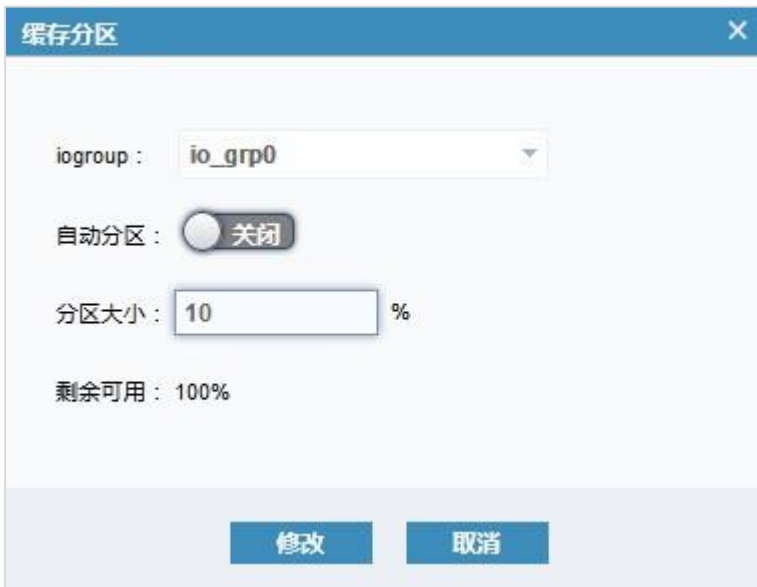 缓存分区
iogroup： io_grp0
自动分区： 关闭
分区大小： 10 %
剩余可用： 100%
修改 取消